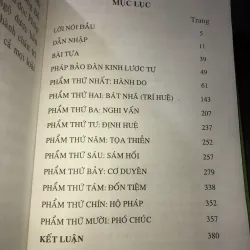 MỤC LỤC
Trang
LỜI NÓI ĐẦU 5
DẪN NHẬP 11
BÀI TỰA 39
PHÁP BẢO ĐÀN KINH LƯỢC TỰ 49
PHẨM THỨ NHẤT: HÀNH DO 61
PHẨM THỨ HAI: BÁT NHÃ (TRÍ HUỆ) 143
PHẨM THỨ BA: NGHI VẤN 207
PHẨM THỨ TƯ: ĐỊNH HUỆ 237
PHẨM THỨ NĂM: TỌA THIỀN 252
PHẨM THỨ SÁU: SÁM HỐI 257
PHẨM THỨ BẢY: CƠ DUYÊN 279
PHẨM THỨ TÁM: ĐỐN TIỆM 338
PHẨM THỨ CHÍN: HỘ PHÁP 352
PHẨM THỨ MƯỜI: PHÓ CHÚC 357
KẾT LUẬN 380